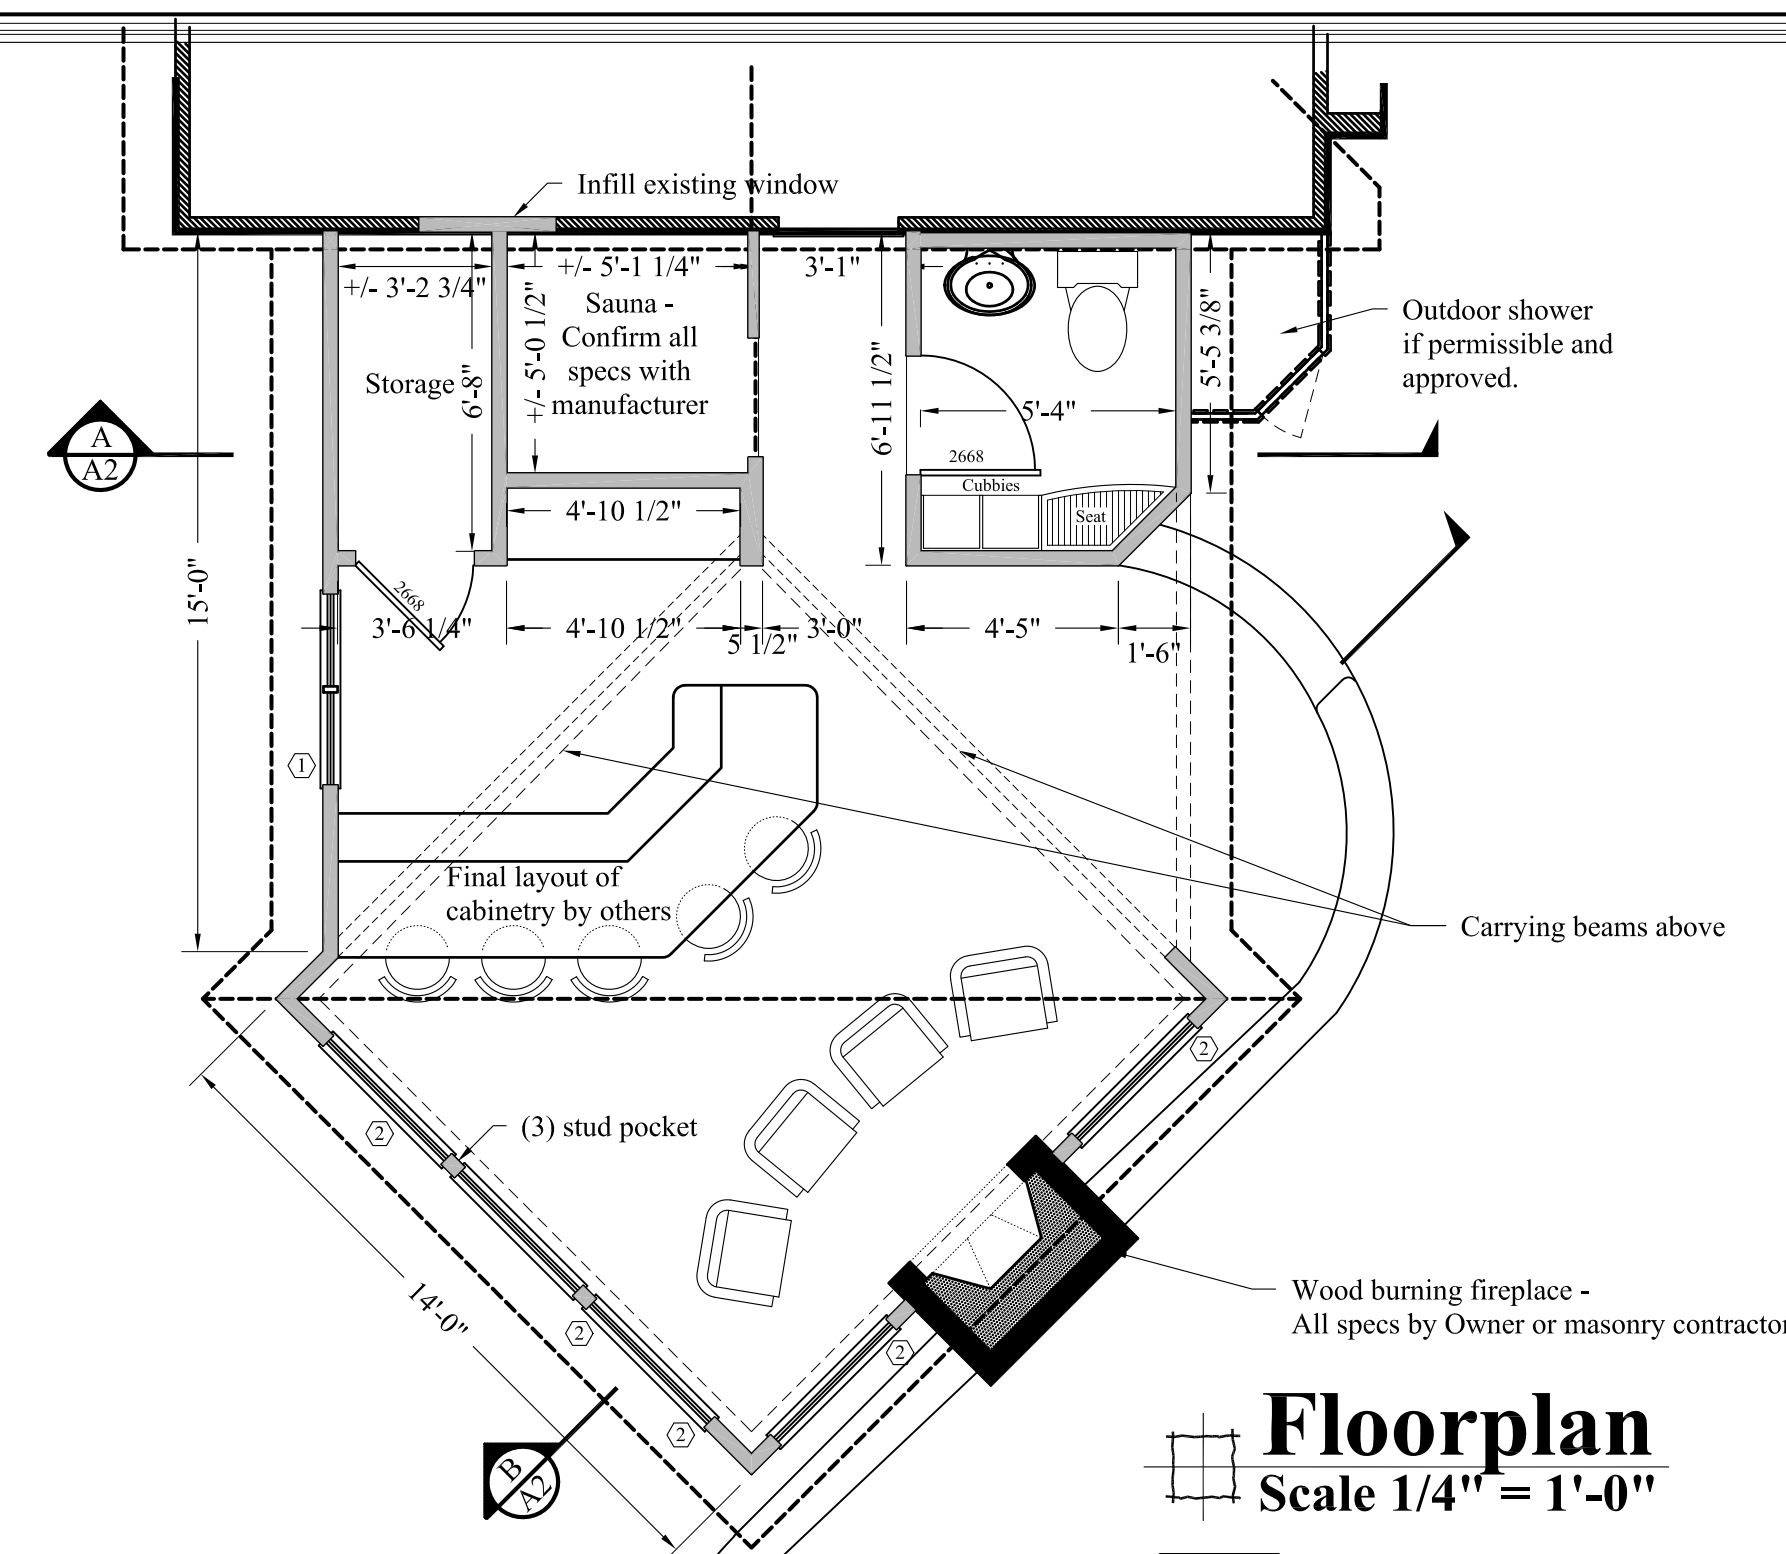 Infill existing window
+/- 3'-2 3/4"
+/- 5'-1 1/4"
3'-1"
Sauna -
Confirm all
specs with
manufacturer
+/- 5'-0 1/2"
Storage
6'-8"
6'-11 1/2"
5'-4"
5'-5 3/8"
2668
Cubbies
Seat
Outdoor shower
if permissible and
approved.
A
A2
4'-10 1/2"
15'-0"
2668
3'-6 1/4"
4'-10 1/2"
5 1/2"
3'-0"
4'-5"
1'-6"
1
Final layout of
cabinetry by others
Carrying beams above
2
2
(3) stud pocket
14'-0"
2
2
2
Wood burning fireplace -
All specs by Owner or masonry contractor
B
A2
Floorplan
Scale 1/4" = 1'-0"